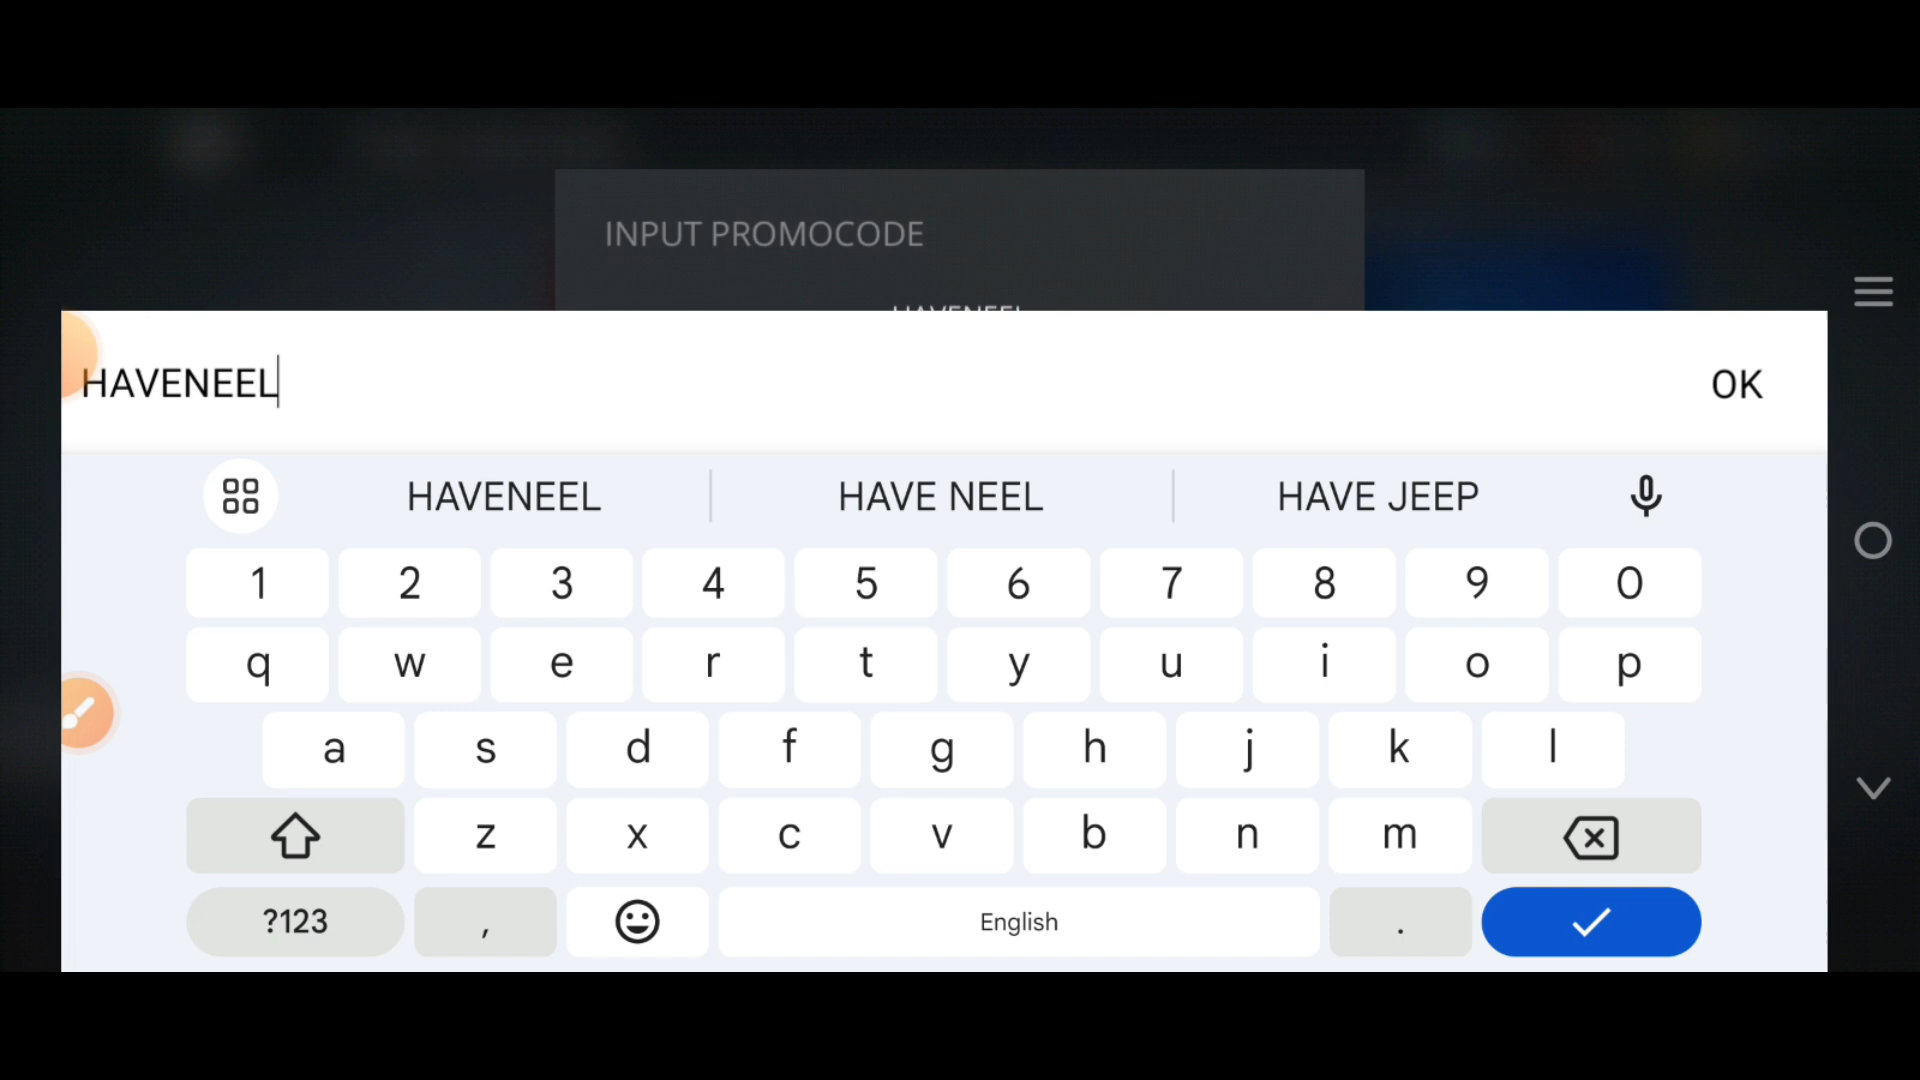 INPUT PROMOCODE
HAVENEEL
HAVENEEL
OK
HAVENEEL
HAVE NEEL
HAVE JEEP
1 2 3 4 5 6 7 8 9 0
q w e r t y u i o p
a s d f g h j k l
z x c v b n m
?123 , English .